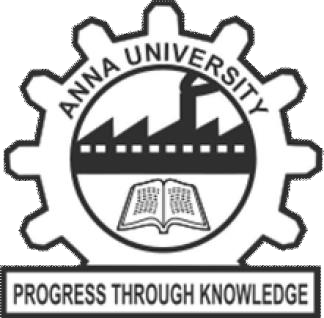 ANNA UNIVERSITY
PROGRESS THROUGH KNOWLEDGE